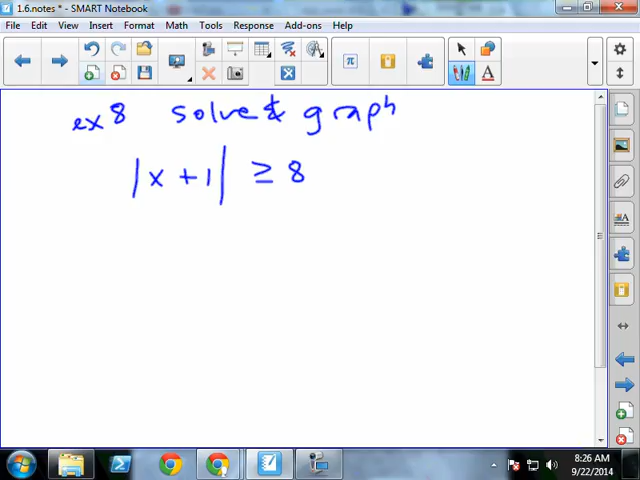 1.6.notes * - SMART Notebook
File Edit View Insert Format Math Tools Response Add-ons Help
π
A
ex 8 solve & graph
|x + 1| ≥ 8
8:26 AM
9/22/2014